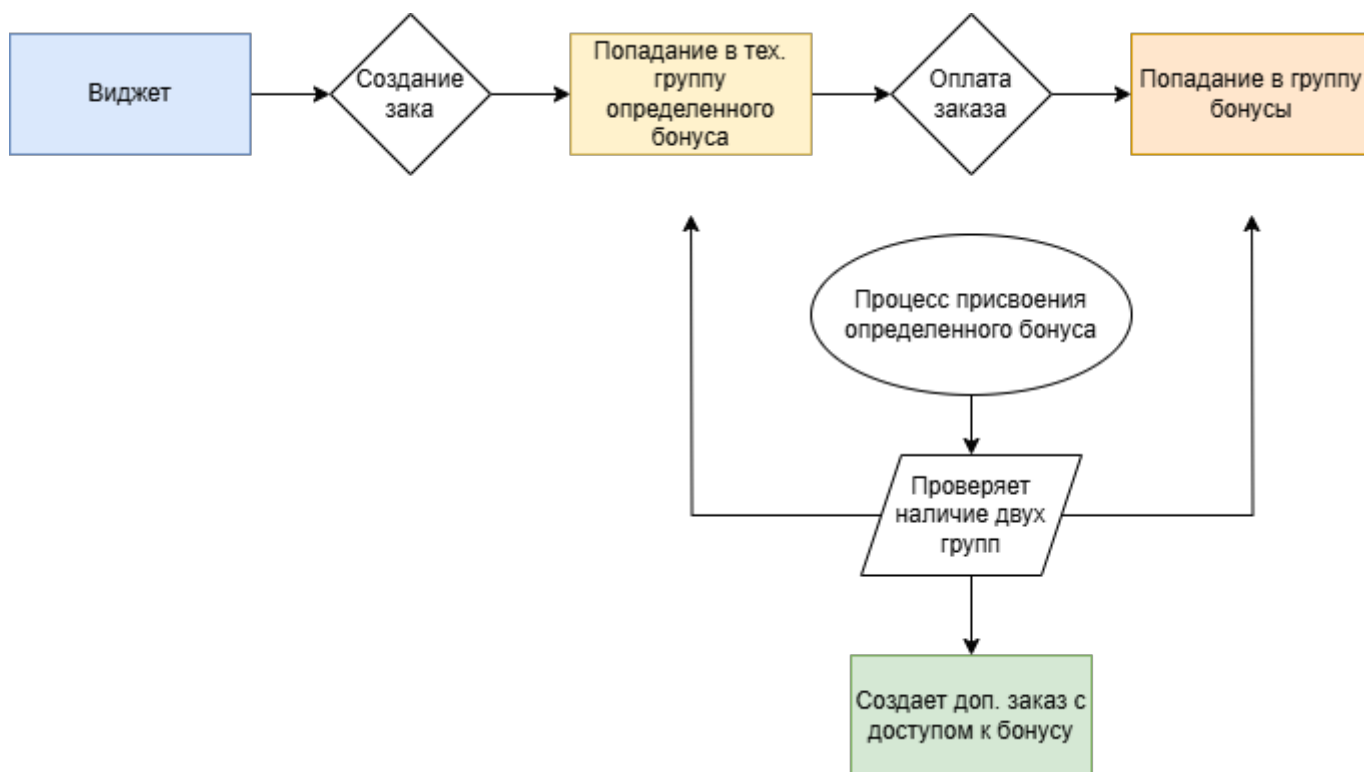 Виджет
Создание
зака
Попадание в тех.
группу
определенного
бонуса
Оплата
заказа
Попадание в группу
бонусы
Процесс присвоения
определенного бонуса
Проверяет
наличие двух
групп
Создает доп. заказ с
доступом к бонусу